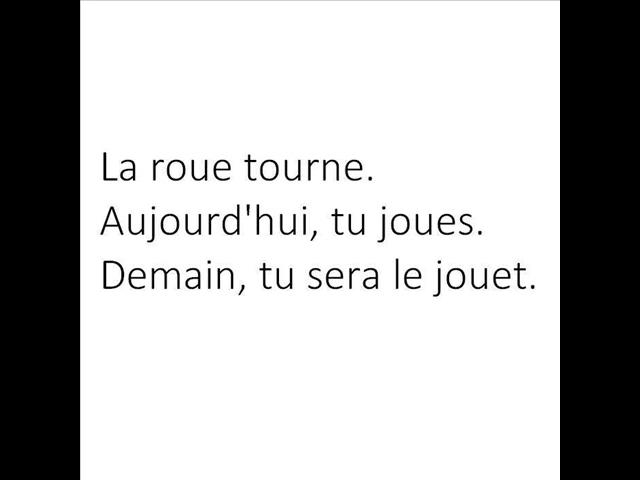 La roue tourne.
Aujourd'hui, tu joues.
Demain, tu sera le jouet.